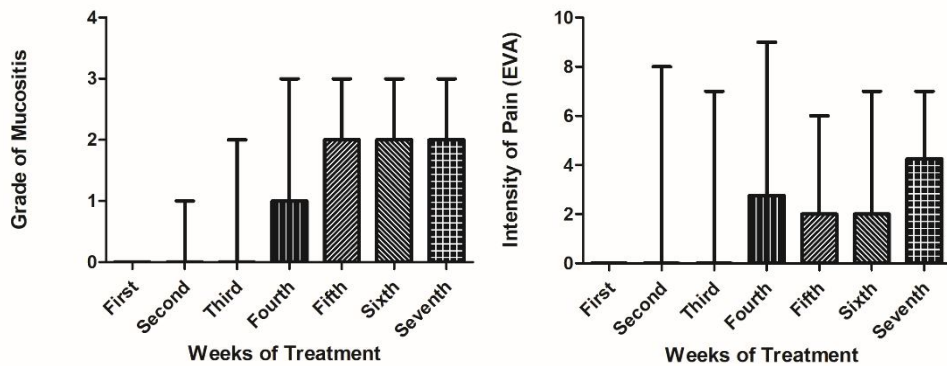 Grade of Mucositis
4
3
2
1
0
First
Second
Third
Fourth
Fifth
Sixth
Seventh
Weeks of Treatment
Intensity of Pain (EVA)
10
8
6
4
2
0
First
Second
Third
Fourth
Fifth
Sixth
Seventh
Weeks of Treatment